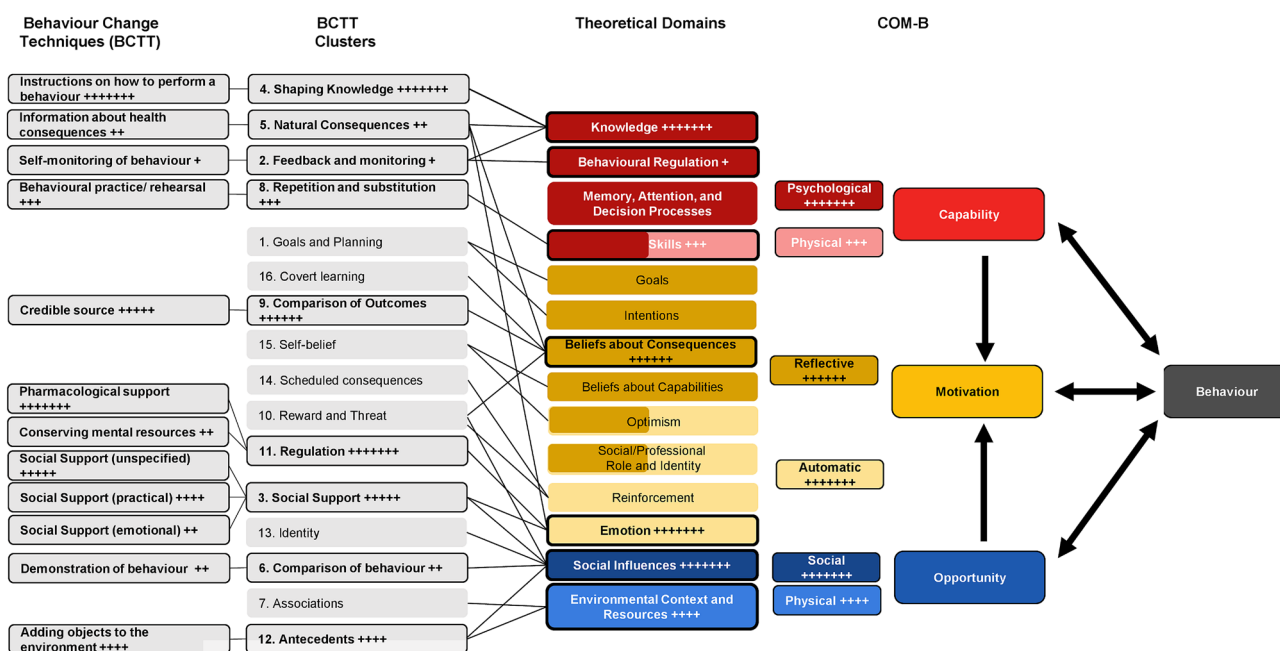 Behaviour Change
Techniques (BCTT)
BCTT
Clusters
Theoretical Domains
COM-B
Instructions on how to perform a
behaviour +++++++
Information about health
consequences ++
Self-monitoring of behaviour +
Behavioural practice/ rehearsal
+++
Credible source +++++
Pharmacological support
+++++++
Conserving mental resources ++
Social Support (unspecified)
+++++
Social Support (practical) ++++
Social Support (emotional) ++
Demonstration of behaviour ++
Adding objects to the
environment ++++
4. Shaping Knowledge +++++++
5. Natural Consequences ++
2. Feedback and monitoring +
8. Repetition and substitution
+++
1. Goals and Planning
16. Covert learning
9. Comparison of Outcomes
++++++
15. Self-belief
14. Scheduled consequences
10. Reward and Threat
11. Regulation +++++++
3. Social Support +++++
13. Identity
6. Comparison of behaviour ++
7. Associations
12. Antecedents ++++
Knowledge +++++++
Behavioural Regulation +
Memory, Attention, and
Decision Processes
Skills +++
Goals
Intentions
Beliefs about Consequences
++++++
Beliefs about Capabilities
Optimism
Social/Professional
Role and Identity
Reinforcement
Emotion +++++++
Social Influences +++++++
Environmental Context and
Resources ++++
Psychological
+++++++
Physical +++
Reflective
++++++
Automatic
+++++++
Social
+++++++
Physical ++++
Capability
Motivation
Opportunity
Behaviour